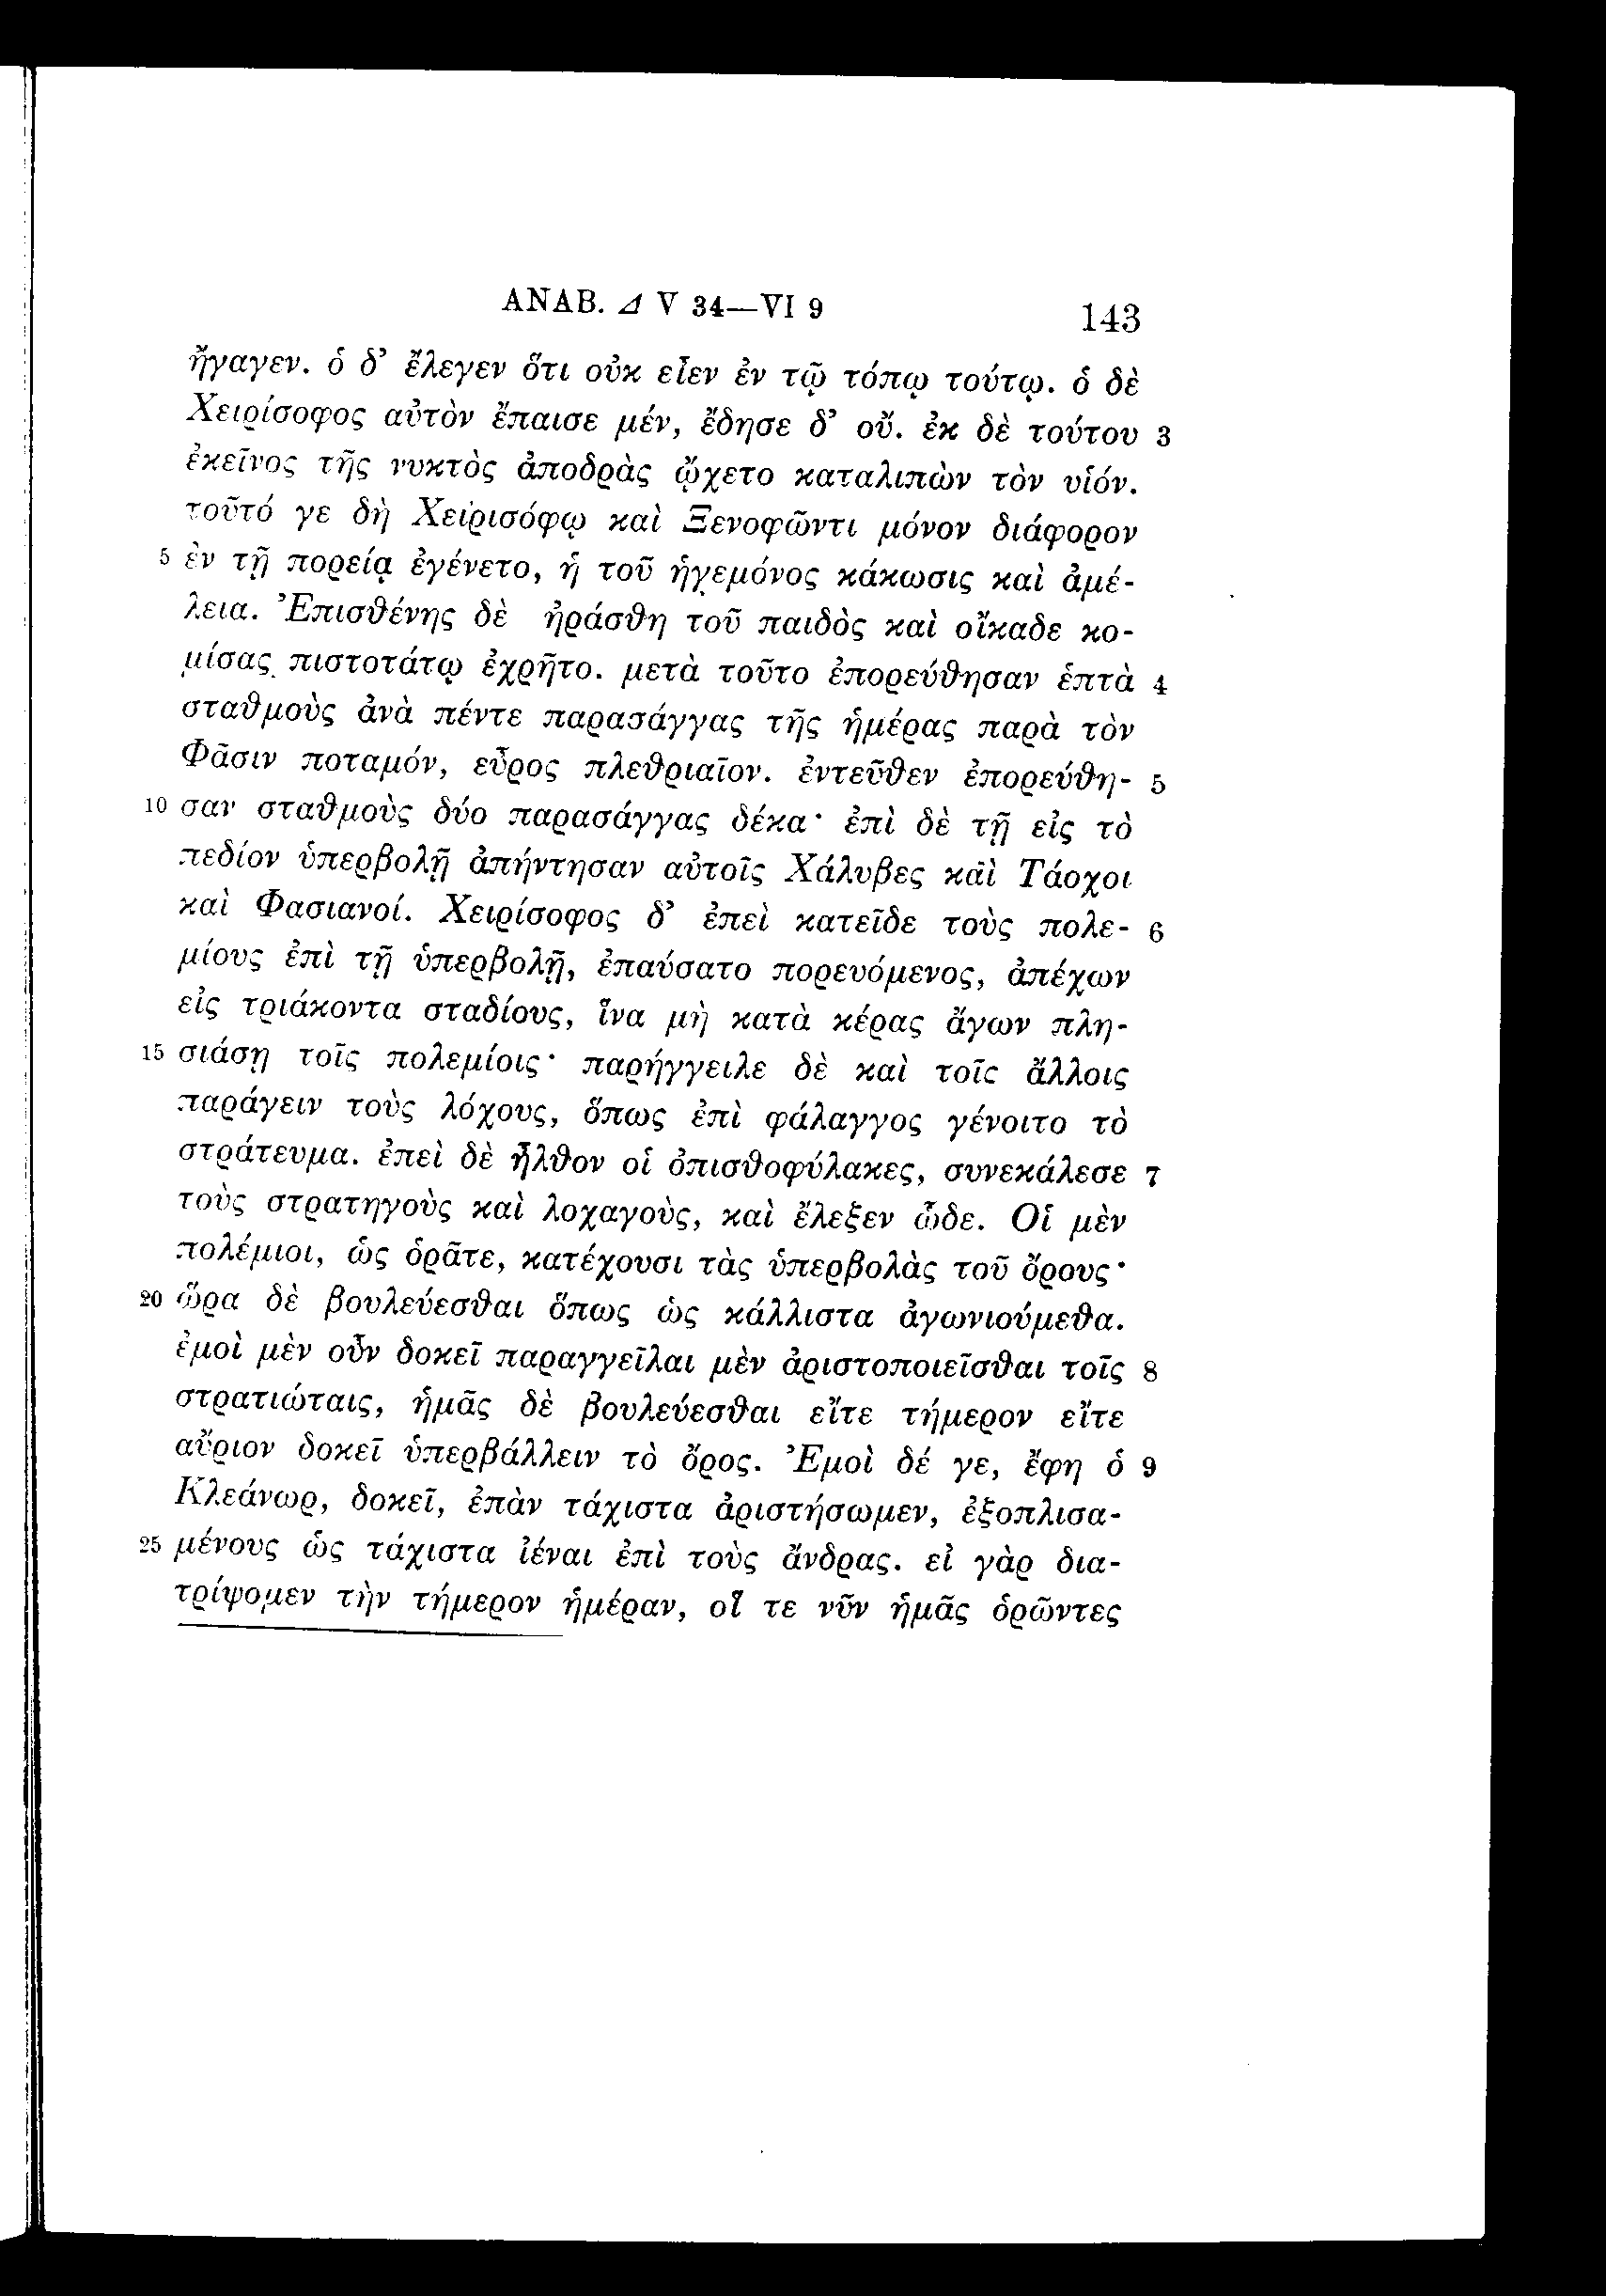 ΑΝΑΒ. Δ V 34—VI 9 143
ἤγαγεν. ὁ δ’ ἔλεγεν ὅτι οὐκ εἶεν ἐν τῷ τόπῳ τούτῳ. ὁ δὲ
Χειρίσοφος αὐτὸν ἔπαισε μέν, ἔδησε δ’ οὔ. ἐκ δὲ τούτου 3
ἐκεῖνος τῆς νυκτὸς ἀποδρὰς ᾤχετο καταλιπὼν τὸν υἱόν.
τοῦτό γε δὴ Χειρισόφῳ καὶ Ξενοφῶντι μόνον διάφορον
5 ἐν τῇ πορείᾳ ἐγένετο, ἡ τοῦ ἡγεμόνος κάκωσις καὶ ἀμέ-
λεια. Ἐπισθένης δὲ ἠράσθη τοῦ παιδὸς καὶ οἴκαδε κο-
μίσας πιστοτάτῳ ἐχρῆτο. μετὰ τοῦτο ἐπορεύθησαν ἑπτὰ 4
σταθμοὺς ἀνὰ πέντε παρασάγγας τῆς ἡμέρας παρὰ τὸν
Φᾶσιν ποταμόν, εὖρος πλεθριαῖον. ἐντεῦθεν ἐπορεύθη- 5
10 σαν σταθμοὺς δύο παρασάγγας δέκα· ἐπὶ δὲ τῇ εἰς τὸ
πεδίον ὑπερβολῇ ἀπήντησαν αὐτοῖς Χάλυβες καὶ Τάοχοι
καὶ Φασιανοί. Χειρίσοφος δ’ ἐπεὶ κατεῖδε τοὺς πολε- 6
μίους ἐπὶ τῇ ὑπερβολῇ, ἐπαύσατο πορευόμενος, ἀπέχων
εἰς τριάκοντα σταδίους, ἵνα μὴ κατὰ κέρας ἄγων πλη-
15 σιάσῃ τοῖς πολεμίοις· παρήγγειλε δὲ καὶ τοῖς ἄλλοις
παράγειν τοὺς λόχους, ὅπως ἐπὶ φάλαγγος γένοιτο τὸ
στράτευμα. ἐπεὶ δὲ ἦλθον οἱ ὀπισθοφύλακες, συνεκάλεσε 7
τοὺς στρατηγοὺς καὶ λοχαγούς, καὶ ἔλεξεν ὧδε. Οἱ μὲν
πολέμιοι, ὡς ὁρᾶτε, κατέχουσι τὰς ὑπερβολὰς τοῦ ὄρους·
20 ὥρα δὲ βουλεύεσθαι ὅπως ὡς κάλλιστα ἀγωνιούμεθα.
ἐμοὶ μὲν οὖν δοκεῖ παραγγεῖλαι μὲν ἀριστοποιεῖσθαι τοῖς 8
στρατιώταις, ἡμᾶς δὲ βουλεύεσθαι εἴτε τήμερον εἴτε
αὔριον δοκεῖ ὑπερβάλλειν τὸ ὄρος. Ἐμοὶ δέ γε, ἔφη ὁ 9
Κλεάνωρ, δοκεῖ, ἐπὰν τάχιστα ἀριστήσωμεν, ἐξοπλισα-
25 μένους ὡς τάχιστα ἰέναι ἐπὶ τοὺς ἄνδρας. εἰ γὰρ δια-
τρίψομεν τὴν τήμερον ἡμέραν, οἵ τε νῦν ἡμᾶς ὁρῶντες